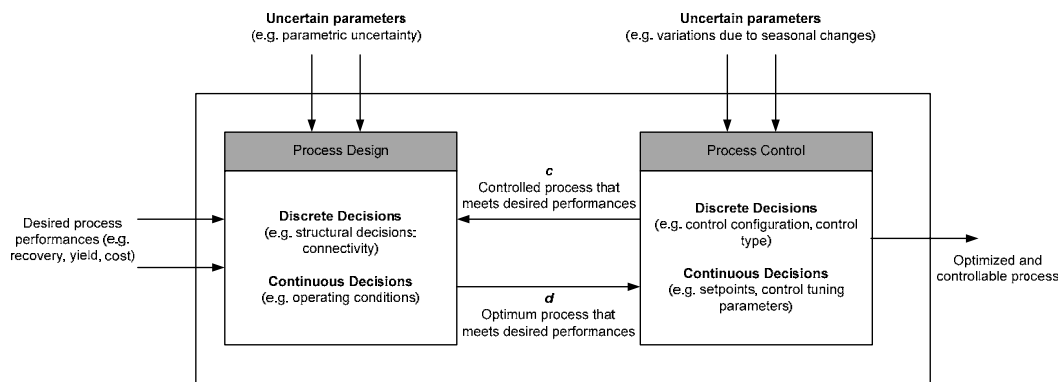 Uncertain parameters
(e.g. parametric uncertainty)
Uncertain parameters
(e.g. variations due to seasonal changes)
Process Design
Process Control
c
Controlled process that
meets desired performances
Desired process
performances (e.g.
recovery, yield, cost)
Discrete Decisions
(e.g. structural decisions:
connectivity)
Continuous Decisions
(e.g. operating conditions)
d
Optimum process that
meets desired performances
Discrete Decisions
(e.g. control configuration, control
type)
Continuous Decisions
(e.g. setpoints, control tuning
parameters)
Optimized and
controllable process